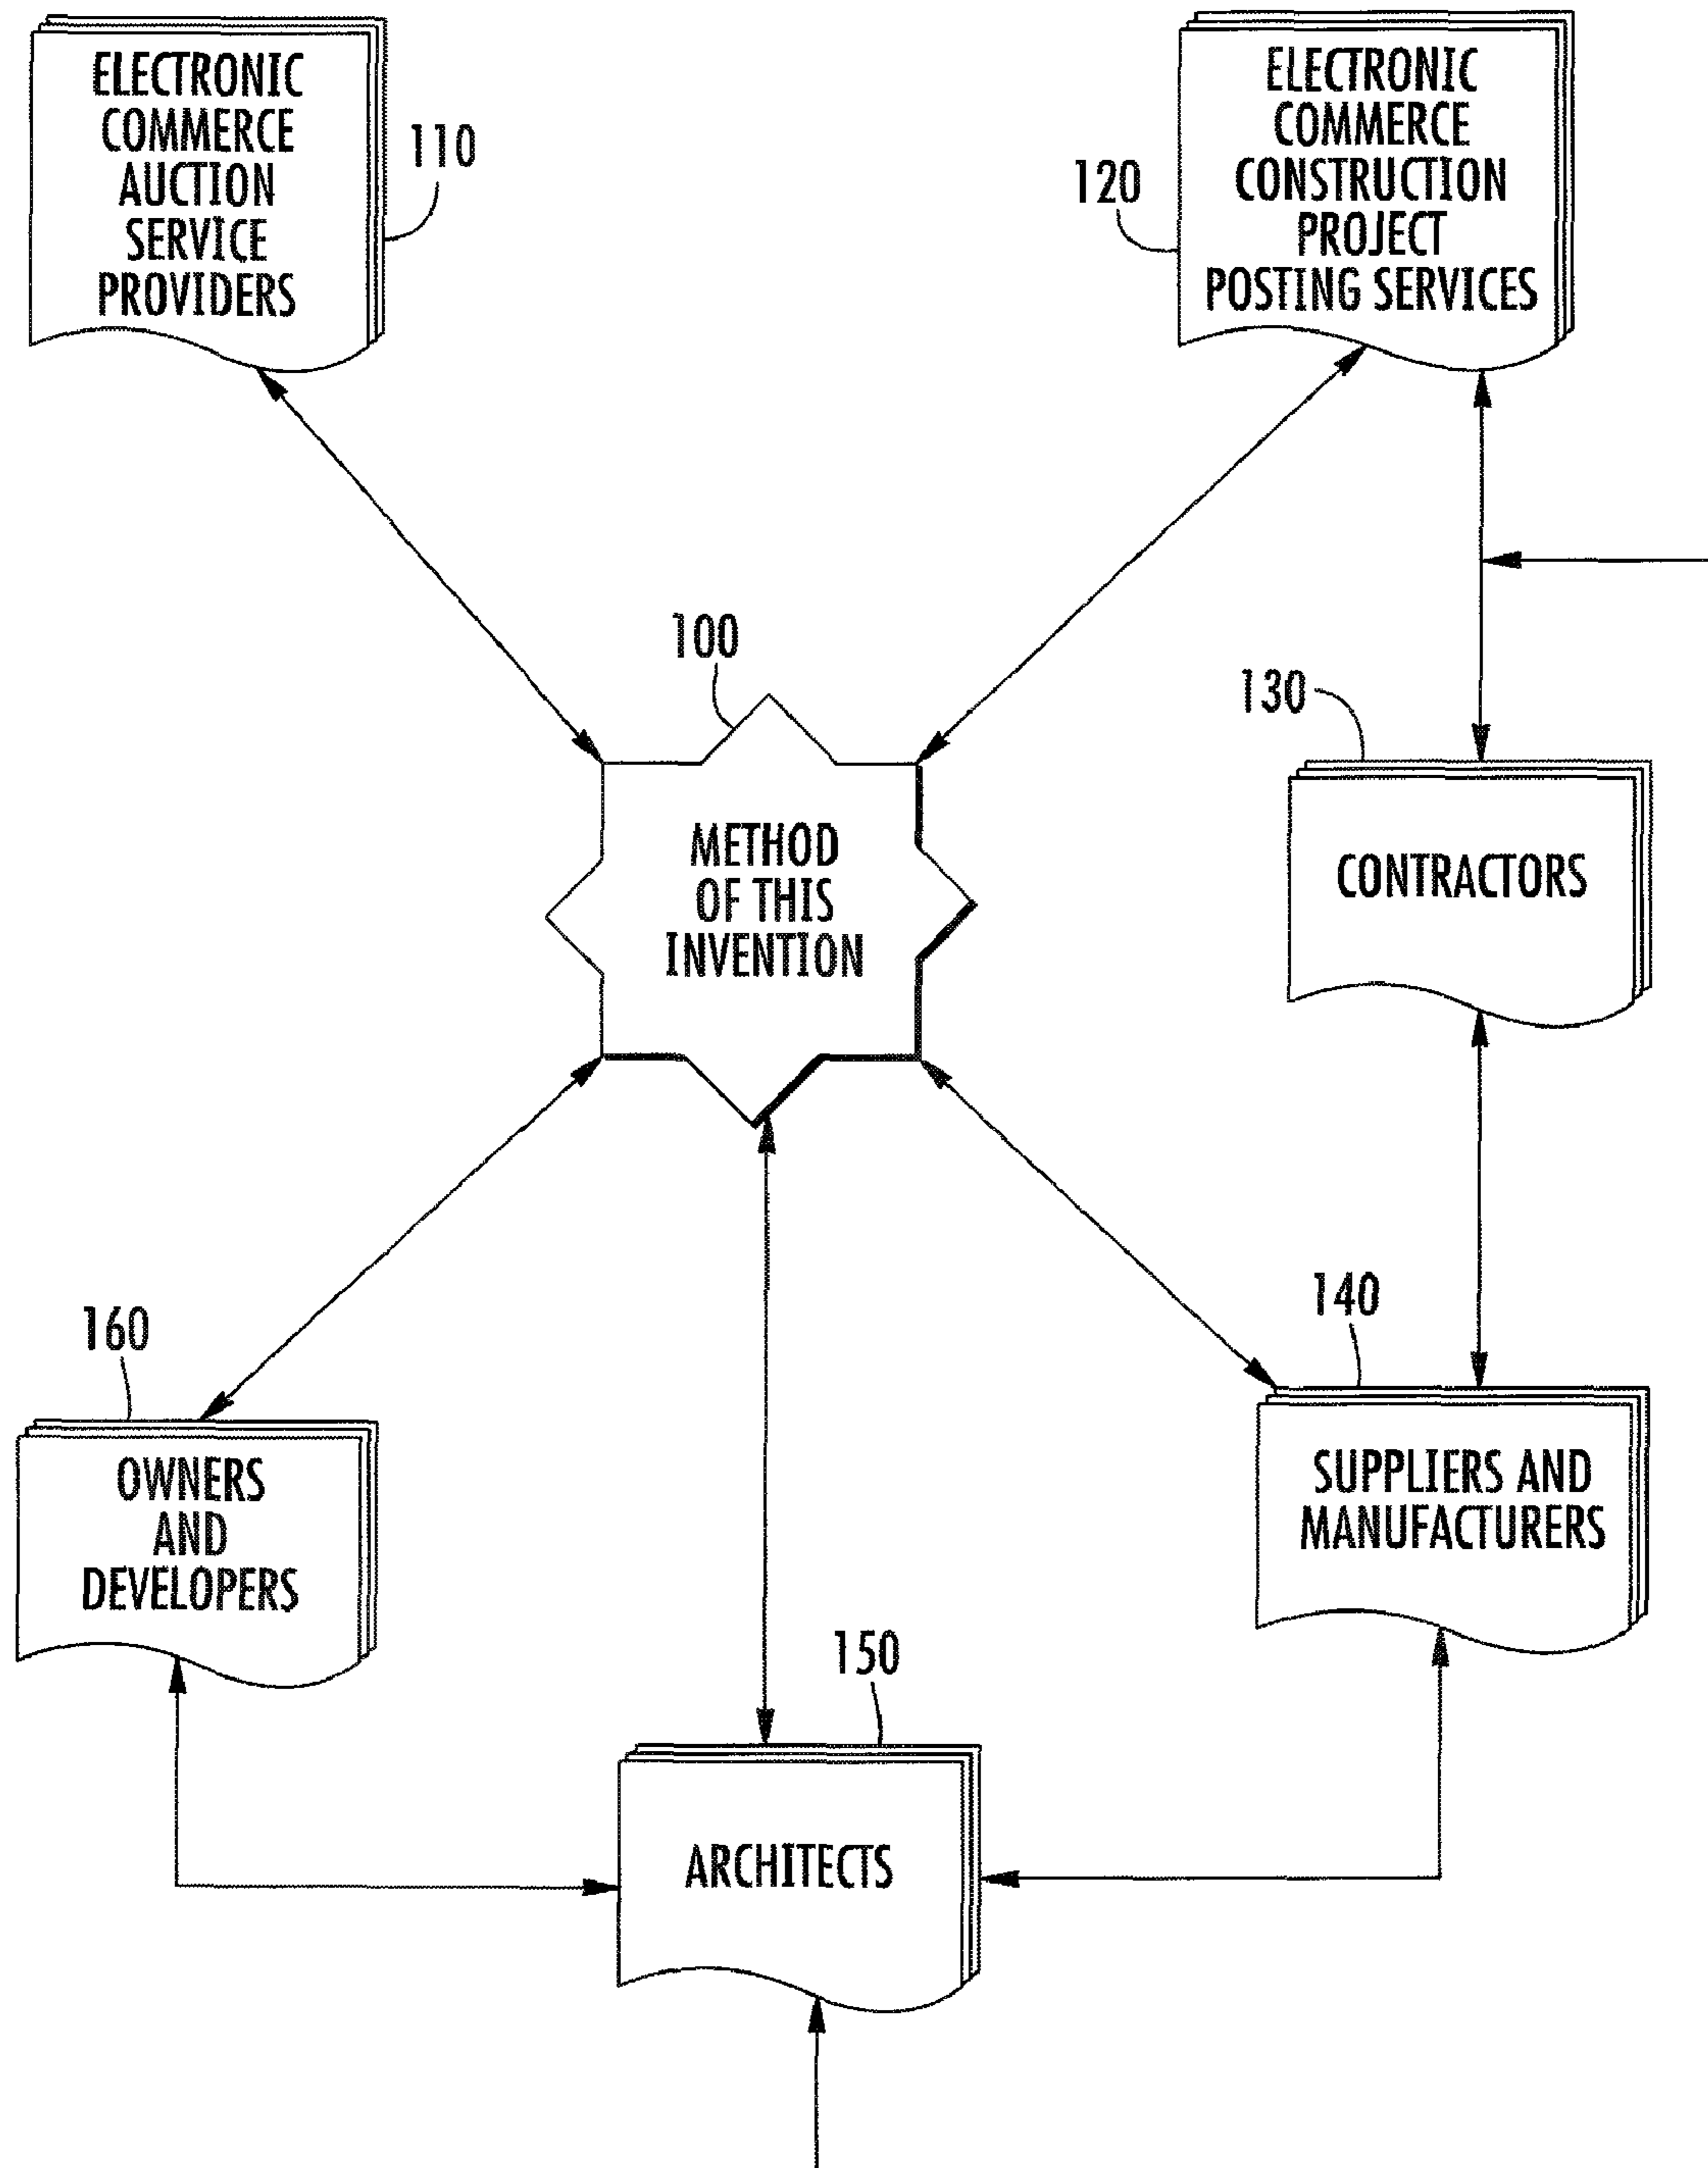 ELECTRONIC
COMMERCE
AUCTION
SERVICE
PROVIDERS
110
ELECTRONIC
COMMERCE
CONSTRUCTION
PROJECT
POSTING SERVICES
120
100
METHOD
OF THIS
INVENTION
130
CONTRACTORS
160
OWNERS
AND
DEVELOPERS
140
SUPPLIERS AND
MANUFACTURERS
150
ARCHITECTS